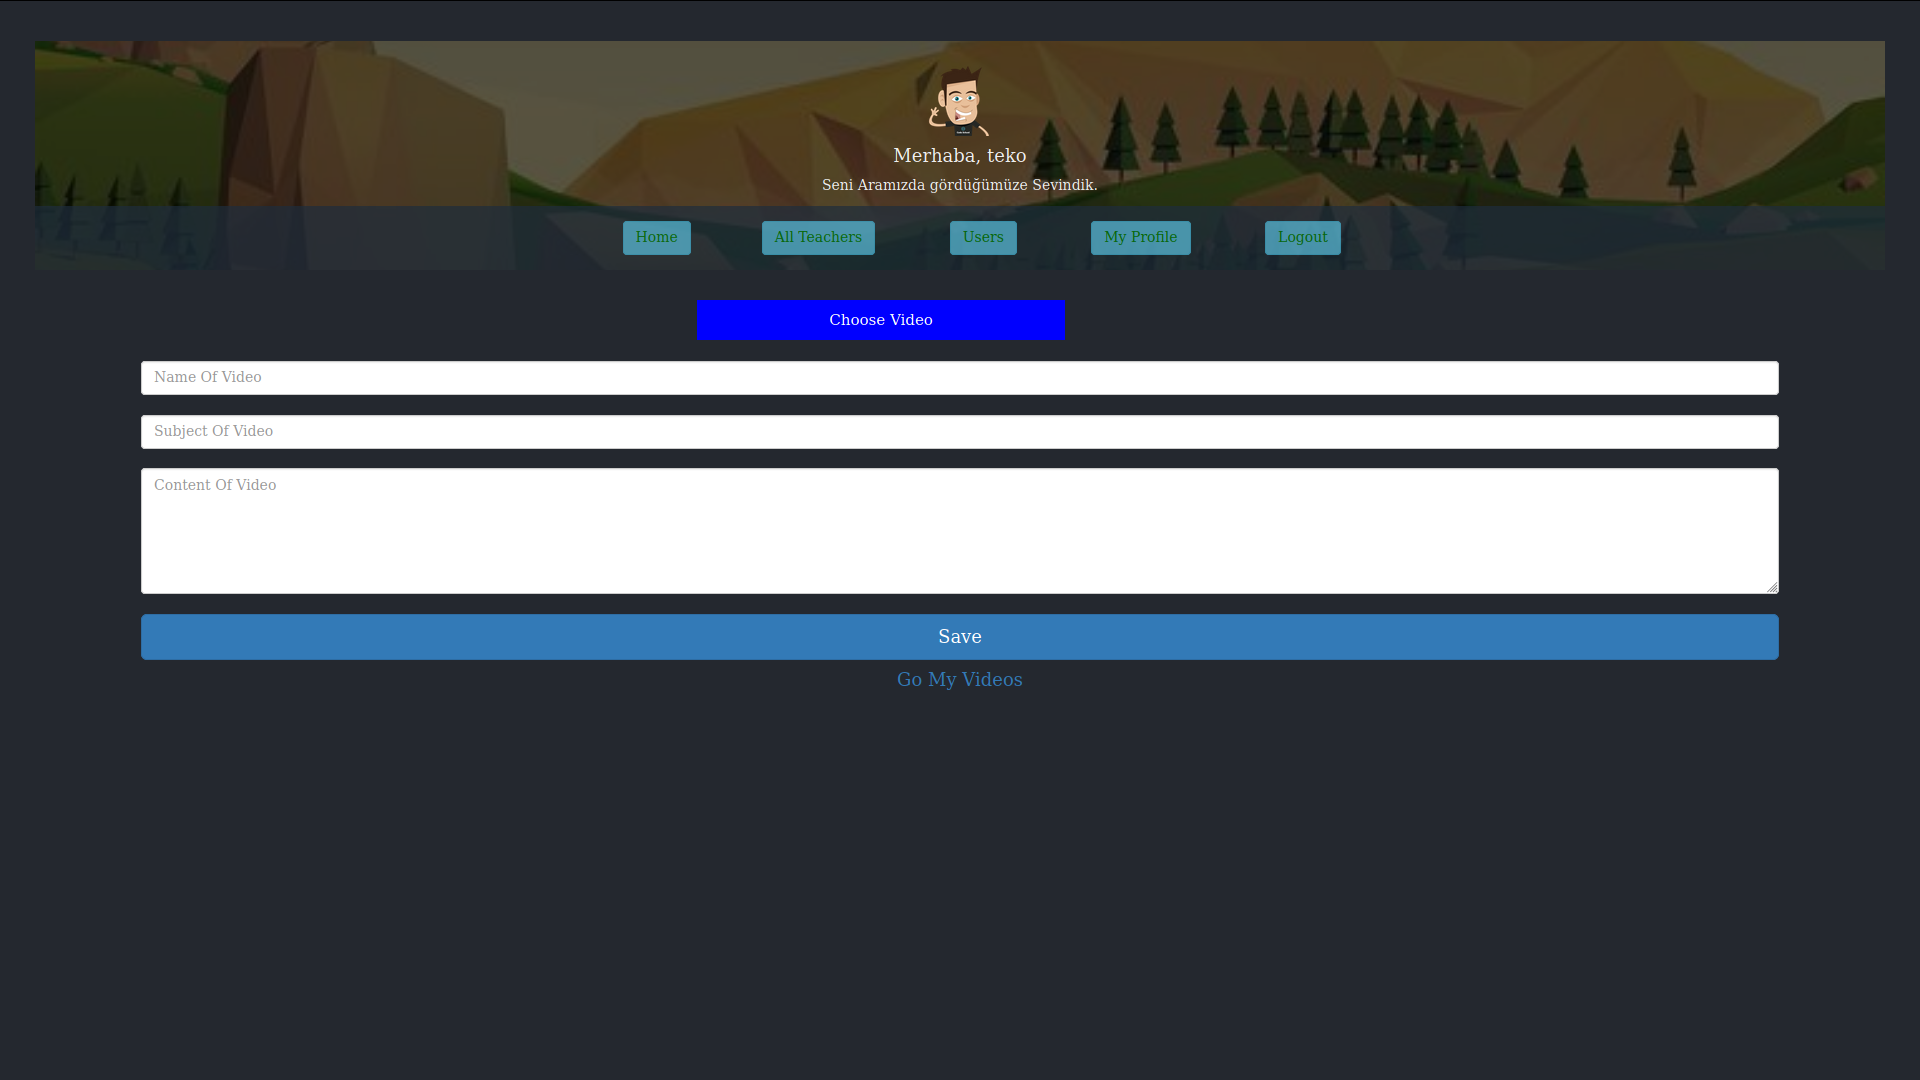 Merhaba, teko
Seni Aramızda gördüğümüze Sevindik.
Home All Teachers Users My Profile Logout
Choose Video
Name Of Video
Subject Of Video
Content Of Video
Save
Go My Videos